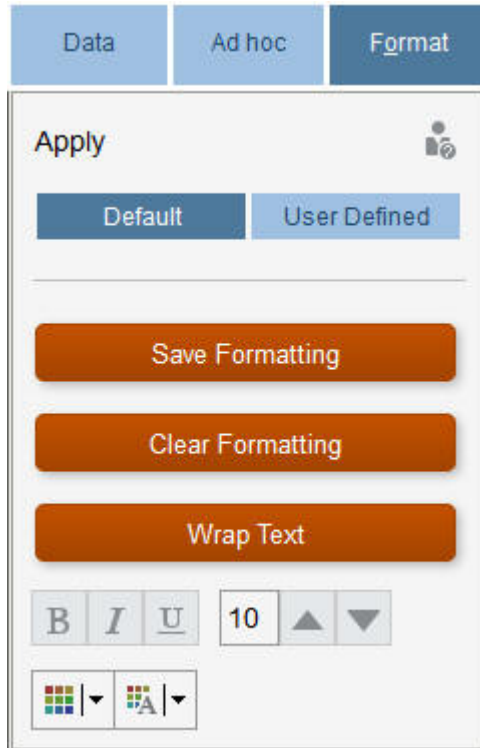 Data Ad hoc Format
Apply
Default User Defined
Save Formatting
Clear Formatting
Wrap Text
B I U 10
A